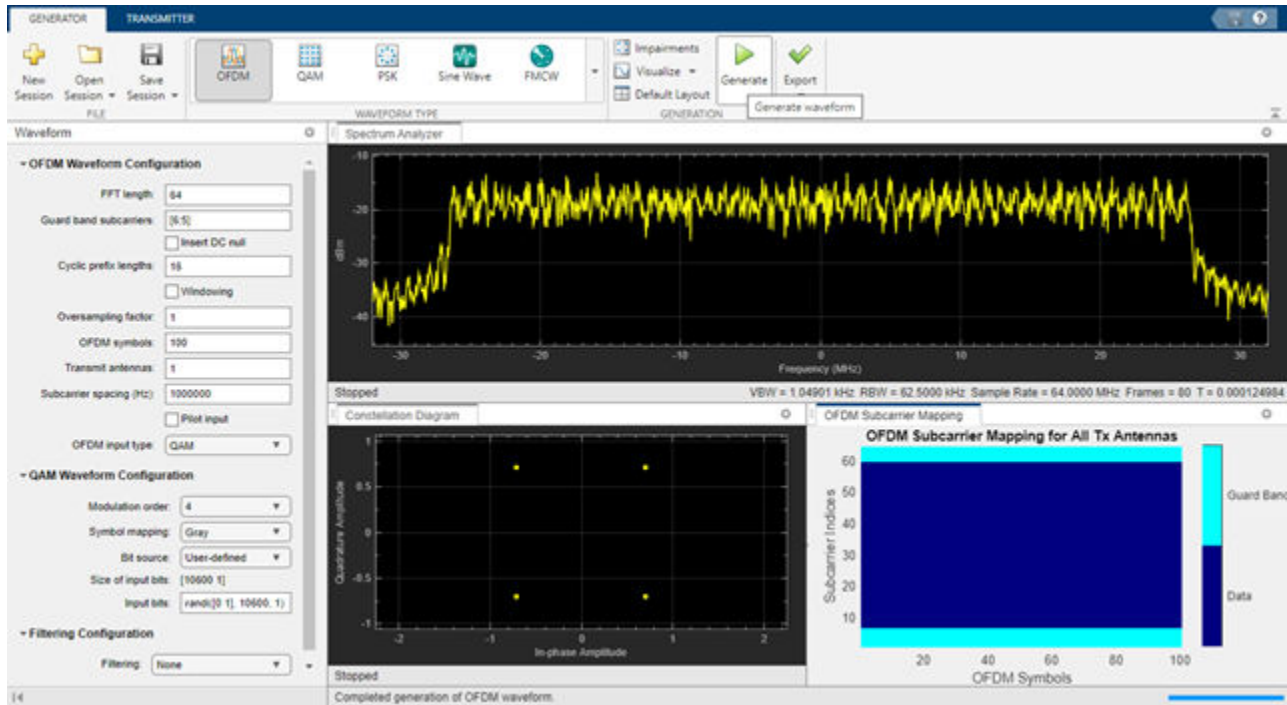 GENERATOR TRANSMITTER
New Session
Open Session
Save Session
OFDM QAM PSK Sine Wave FMCW
Impairments
Visualize
Default Layout
Generate Export
Generate waveform
FILE WAVEFORM TYPE GENERATION
Waveform
OFDM Waveform Configuration
FFT length: 64
Guard band subcarriers: [6;5]
Insert DC null
Cyclic prefix lengths: 16
Windowing
Oversampling factor: 1
OFDM symbols: 100
Transmit antennas: 1
Subcarrier spacing (Hz): 1000000
Pilot input
OFDM input type: QAM
QAM Waveform Configuration
Modulation order: 4
Symbol mapping: Gray
Bit source: User-defined
Size of input bits: [10600 1]
Input bits: randi([0 1], 10600, 1)
Filtering Configuration
Filtering: None
Spectrum Analyzer
-10
-20
-30
-40
dBm
-30 -20 -10 0 10 20 30
Frequency (MHz)
Stopped VBW = 1.04901 kHz RBW = 62.5000 kHz Sample Rate = 64.0000 MHz Frames = 80 T = 0.000124984
Constellation Diagram
1
0.5
0
-0.5
-1
Quadrature Amplitude
-2 -1 0 1 2
In-phase Amplitude
Stopped
OFDM Subcarrier Mapping
OFDM Subcarrier Mapping for All Tx Antennas
60
50
40
30
20
10
Subcarrier Indices
20 40 60 80 100
OFDM Symbols
Guard Band
Data
Completed generation of OFDM waveform.